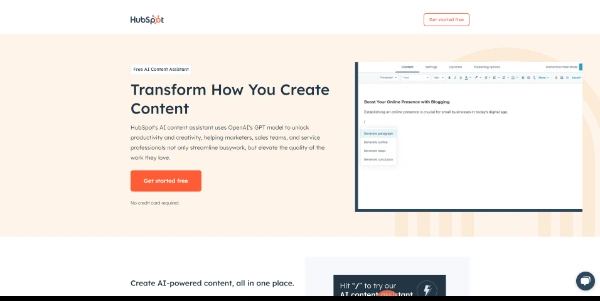 HubSpot
Get started free
Free AI Content Assistant
Transform How You Create
Content
HubSpot's AI content assistant uses OpenAI's GPT model to unlock
productivity and creativity, helping marketers, sales teams, and service
professionals not only streamline busywork, but elevate the quality of the
work they love.
Get started free
No credit card required.
Content Settings
Paragraph
Boost Your Online Presence with Blogging
Establishing an online presence is crucial for small businesses in today's digital age.
/
Generate paragraph
Generate outline
Generate ideas
Generate conclusion
Create AI-powered content, all in one place.
Hit "/" to try our
AI content assistant